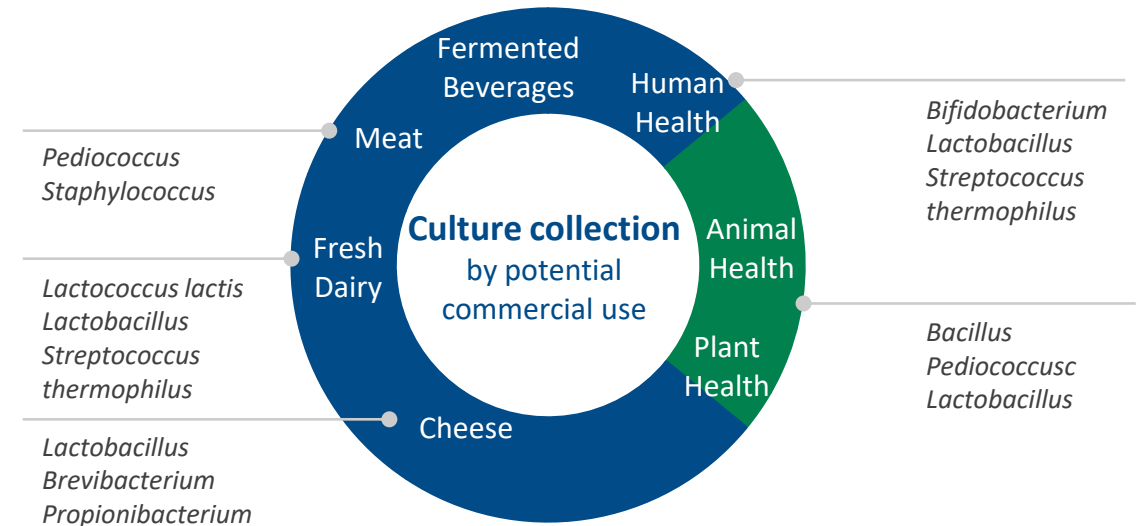 Fermented
Beverages
Human
Health
Meat
Fresh
Dairy
Culture collection
by potential
commercial use
Animal
Health
Plant
Health
Cheese
Pediococcus
Staphylococcus
Lactococcus lactis
Lactobacillus
Streptococcus
thermophilus
Lactobacillus
Brevibacterium
Propionibacterium
Bifidobacterium
Lactobacillus
Streptococcus
thermophilus
Bacillus
Pediococcusc
Lactobacillus